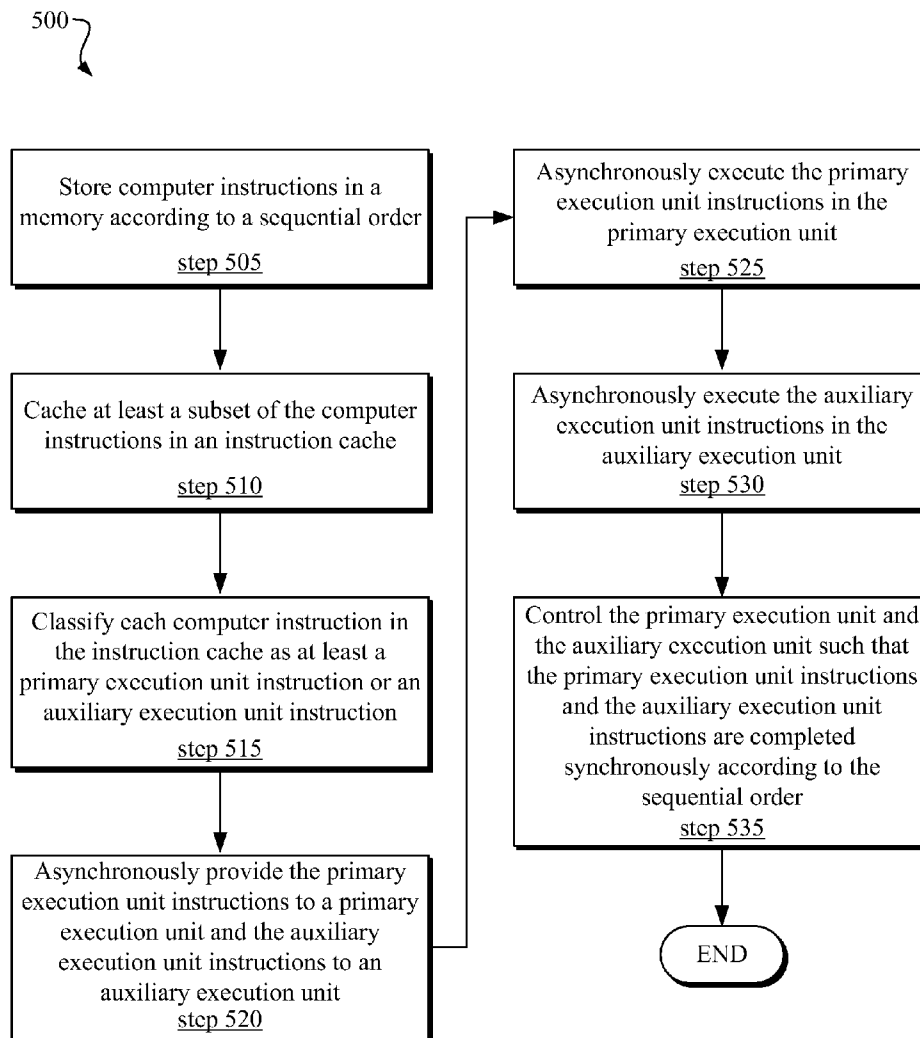 500
Store computer instructions in a
memory according to a sequential order
step 505
Cache at least a subset of the computer
instructions in an instruction cache
step 510
Classify each computer instruction in
the instruction cache as at least a
primary execution unit instruction or an
auxiliary execution unit instruction
step 515
Asynchronously provide the primary
execution unit instructions to a primary
execution unit and the auxiliary
execution unit instructions to an
auxiliary execution unit
step 520
Asynchronously execute the primary
execution unit instructions in the
primary execution unit
step 525
Asynchronously execute the auxiliary
execution unit instructions in the
auxiliary execution unit
step 530
Control the primary execution unit and
the auxiliary execution unit such that
the primary execution unit instructions
and the auxiliary execution unit
instructions are completed
synchronously according to the
sequential order
step 535
END